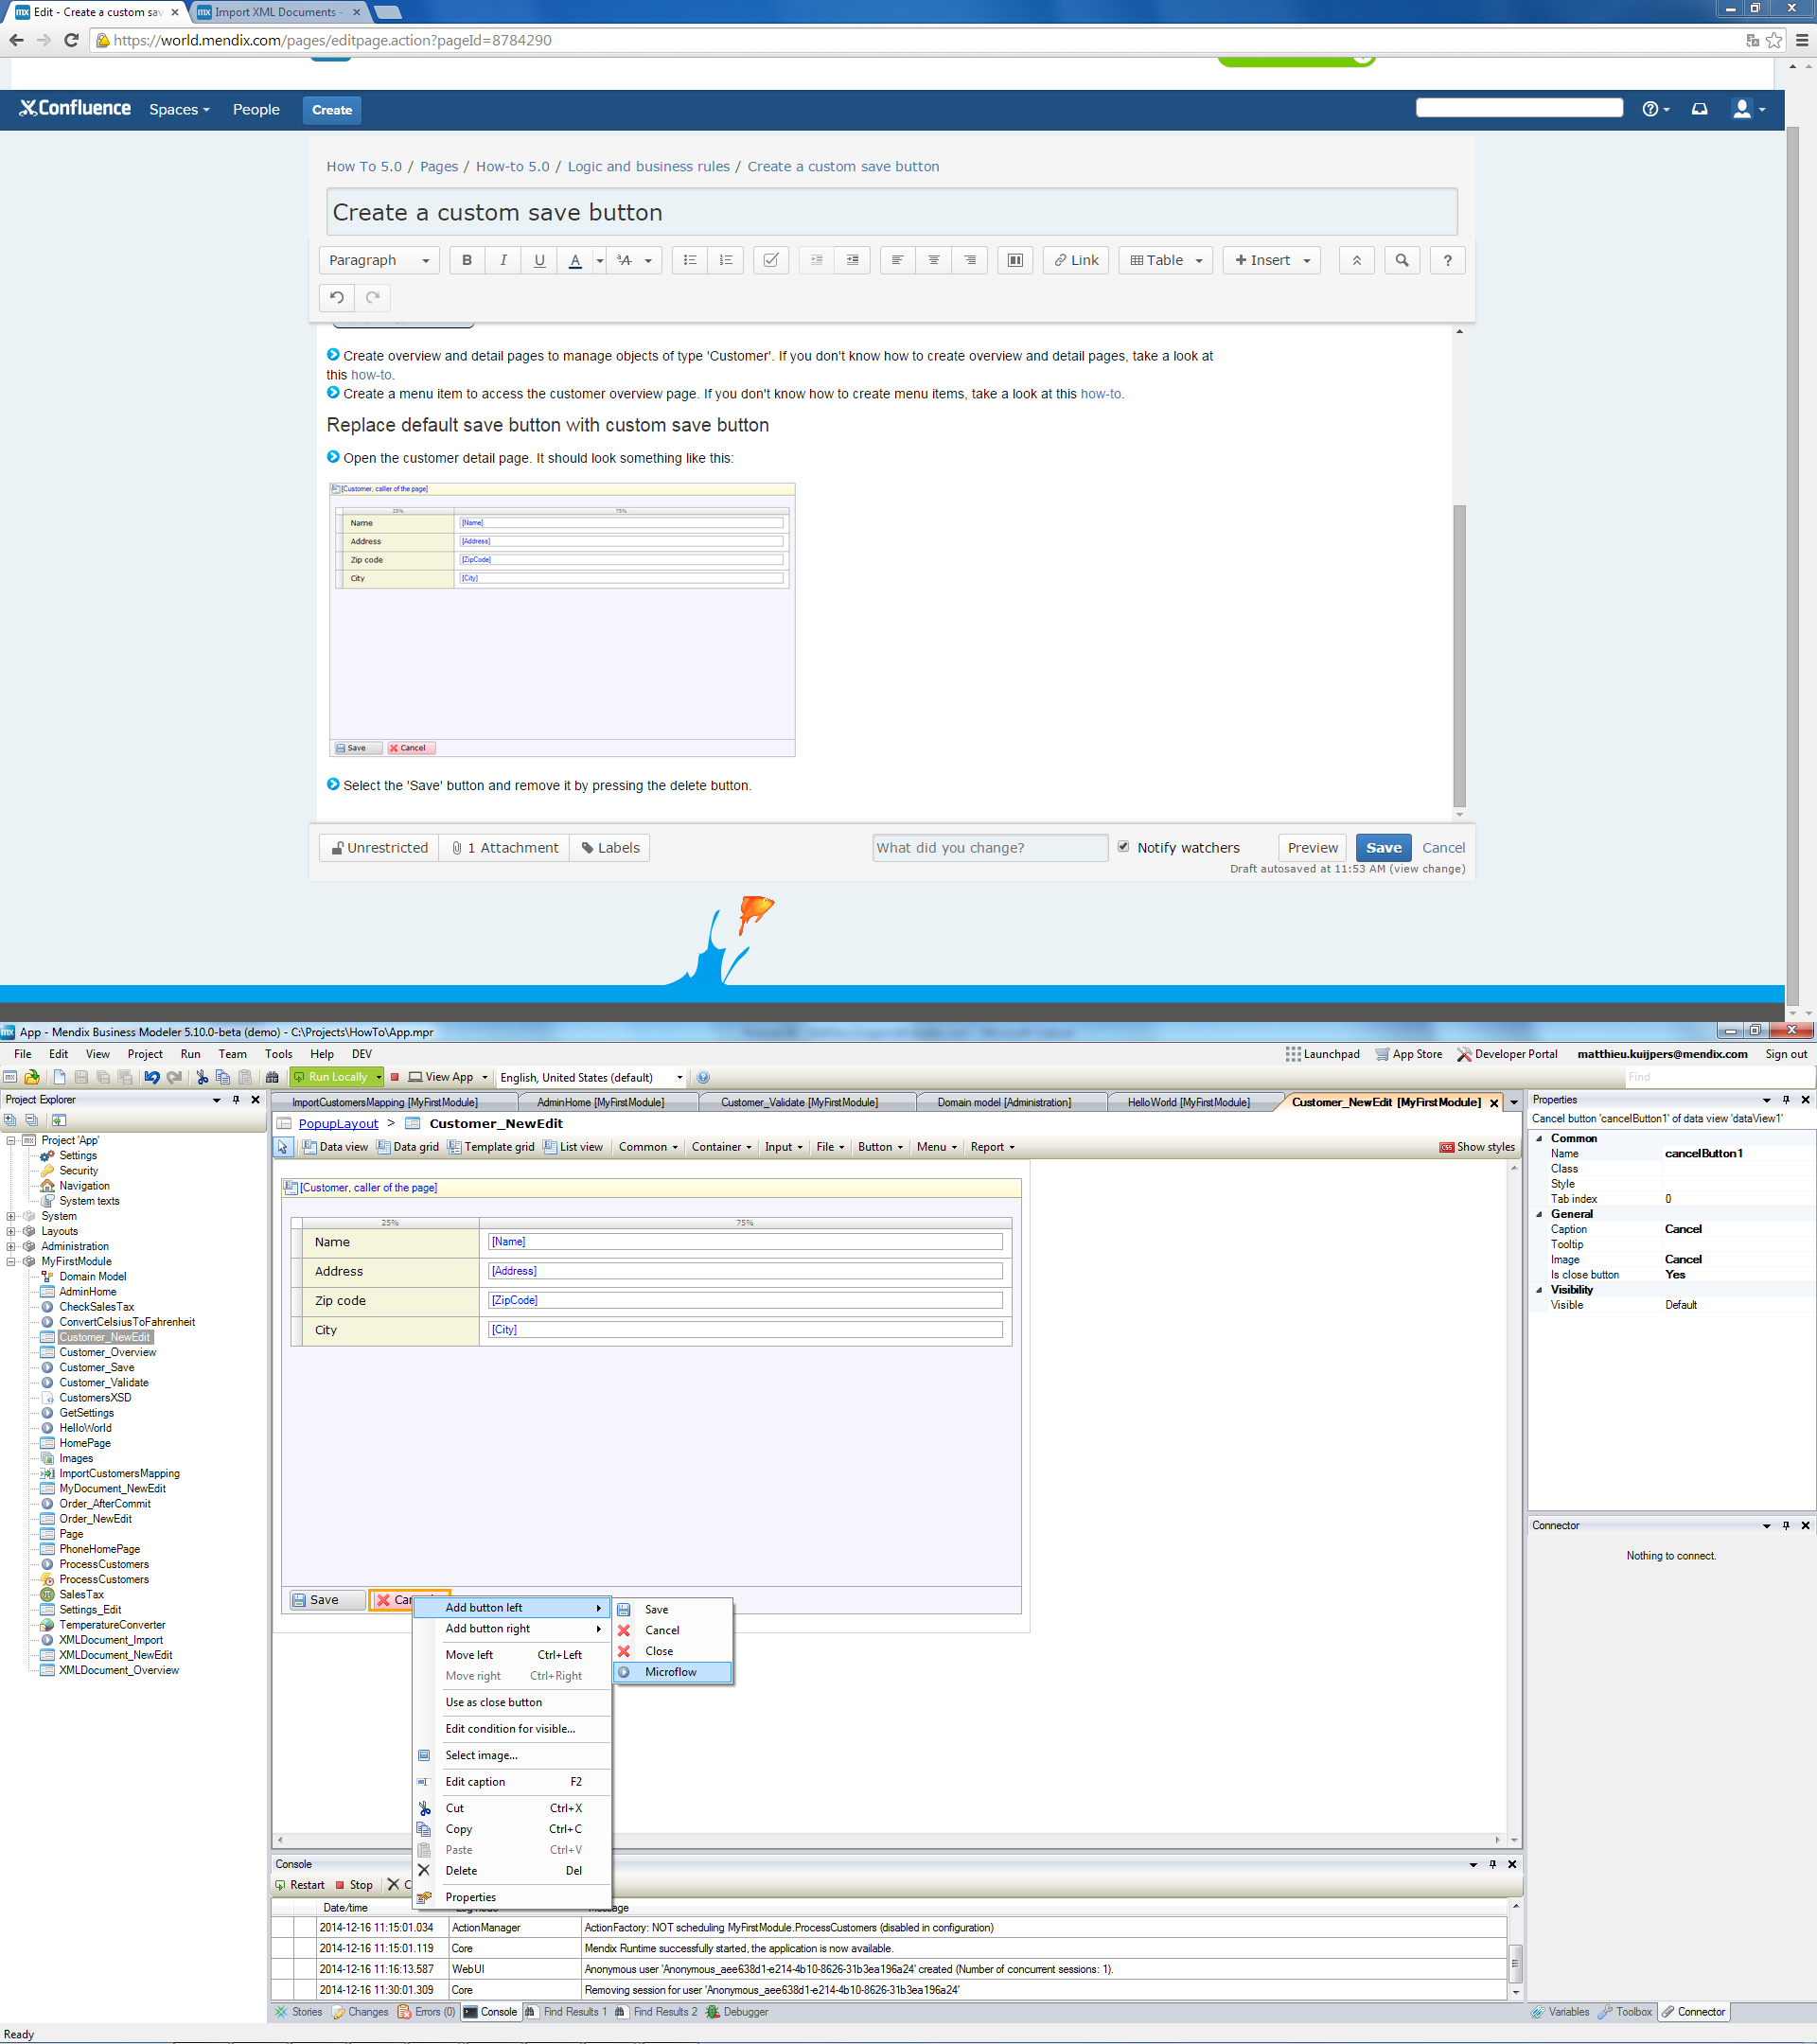 Edit - Create a custom sav
Import XML Documents -
https://world.mendix.com/pages/editpage.action?pageId=8784290
Confluence Spaces People Create
How To 5.0 / Pages / How-to 5.0 / Logic and business rules / Create a custom save button
Create a custom save button
Paragraph B I U A Link Table Insert ?
Create overview and detail pages to manage objects of type 'Customer'. If you don't know how to create overview and detail pages, take a look at
this how-to.
Create a menu item to access the customer overview page. If you don't know how to create menu items, take a look at this how-to.
Replace default save button with custom save button
Open the customer detail page. It should look something like this:
[Customer, caller of the page]
25% 75%
Name [Name]
Address [Address]
Zip code [ZipCode]
City [City]
Save Cancel
Select the 'Save' button and remove it by pressing the delete button.
Unrestricted 1 Attachment Labels What did you change? Notify watchers Preview Save Cancel
Draft autosaved at 11:53 AM (view change)
App - Mendix Business Modeler 5.10.0-beta (demo) - C:\Projects\HowTo\App.mpr
File Edit View Project Run Team Tools Help DEV Launchpad App Store Developer Portal matthieu.kuijpers@mendix.com Sign out
Run Locally View App English, United States (default) Find
Project Explorer
Project 'App'
Settings
Security
Navigation
System texts
System
Layouts
Administration
MyFirstModule
Domain Model
AdminHome
CheckSalesTax
ConvertCelsiusToFahrenheit
Customer_NewEdit
Customer_Overview
Customer_Save
Customer_Validate
CustomersXSD
GetSettings
HelloWorld
HomePage
Images
ImportCustomersMapping
MyDocument_NewEdit
Order_AfterCommit
Order_NewEdit
Page
PhoneHomePage
ProcessCustomers
ProcessCustomers
SalesTax
Settings_Edit
TemperatureConverter
XMLDocument_Import
XMLDocument_NewEdit
XMLDocument_Overview
ImportCustomersMapping [MyFirstModule] AdminHome [MyFirstModule] Customer_Validate [MyFirstModule] Domain model [Administration] HelloWorld [MyFirstModule] Customer_NewEdit [MyFirstModule]
PopupLayout > Customer_NewEdit
Data view Data grid Template grid List view Common Container Input File Button Menu Report Show styles
[Customer, caller of the page]
25% 75%
Name [Name]
Address [Address]
Zip code [ZipCode]
City [City]
Save
Add button left
Add button right
Move left Ctrl+Left
Move right Ctrl+Right
Use as close button
Edit condition for visible...
Select image...
Edit caption F2
Cut Ctrl+X
Copy Ctrl+C
Paste Ctrl+V
Delete Del
Properties
Save
Cancel
Close
Microflow
Properties
Cancel button 'cancelButton1' of data view 'dataView1'
Common
Name cancelButton1
Class
Style
Tab index 0
General
Caption Cancel
Tooltip
Image Cancel
Is close button Yes
Visibility
Visible Default
Connector
Nothing to connect.
Console
Restart Stop
Date/time
2014-12-16 11:15:01.034 ActionManager ActionFactory: NOT scheduling MyFirstModule.ProcessCustomers (disabled in configuration)
2014-12-16 11:15:01.119 Core Mendix Runtime successfully started, the application is now available.
2014-12-16 11:16:13.587 WebUI Anonymous user 'Anonymous_aee638d1-e214-4b10-8626-31b3ea196a24' created (Number of concurrent sessions: 1).
2014-12-16 11:30:01.309 Core Removing session for user 'Anonymous_aee638d1-e214-4b10-8626-31b3ea196a24'
Stories Changes Errors (0) Console Find Results 1 Find Results 2 Debugger
Variables Toolbox Connector
Ready